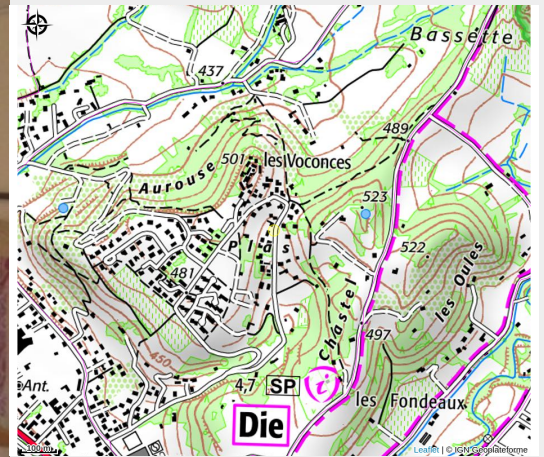 Bassette
437
489
501
les Voconces
Aurouse
523
Plas
522
481
les Oules
Chastel
497
450
Ant.
47 SP i
les Fondeaux
Die
100 m
Leaflet | © IGN Geoplateforme